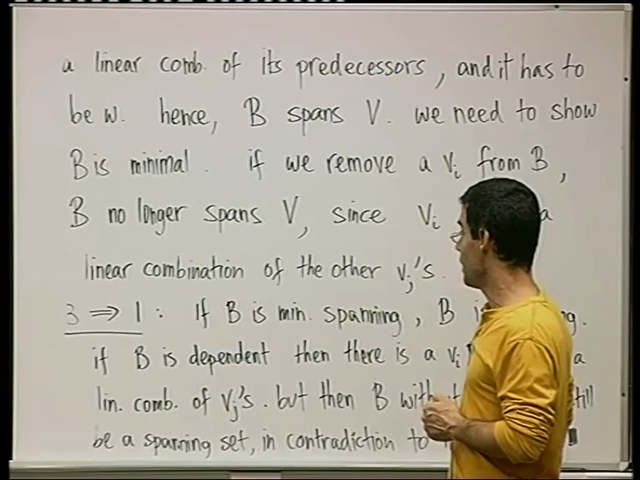 a linear comb. of its predecessors, and it has to
be w. hence, B spans V. we need to show
B is minimal. if we remove a vi from B,
B no longer spans V, since vi a
linear combination of the other vj's.
3 ⇒ 1: If B is min. spanning, B g.
if B is dependent then there is a vi a
lin. comb. of vj's. but then B
be a spanning set, in contradiction to